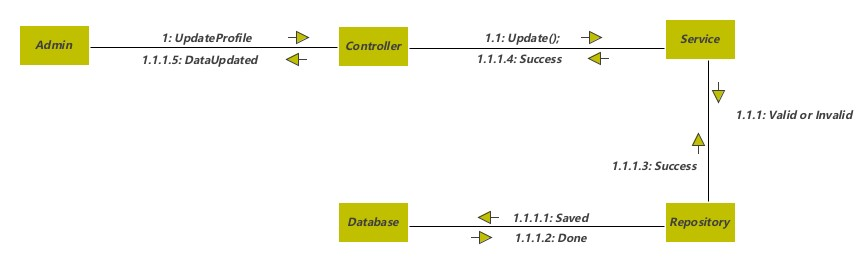 Admin
1: UpdateProfile
1.1.1.5: DataUpdated
Controller
1.1: Update();
1.1.1.4: Success
Service
1.1.1: Valid or Invalid
1.1.1.3: Success
Database
1.1.1.1: Saved
1.1.1.2: Done
Repository